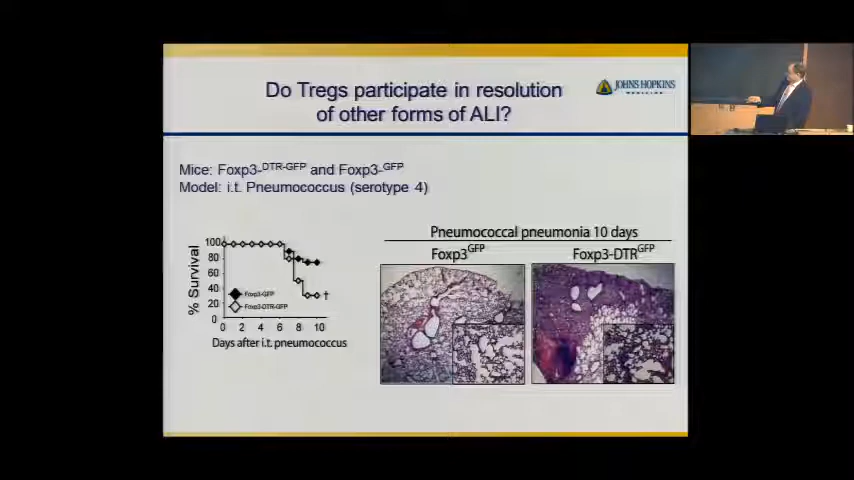 Do Tregs participate in resolution
of other forms of ALI?
JOHNS HOPKINS
MEDICINE
Mice: Foxp3-DTR-GFP and Foxp3-GFP
Model: i.t. Pneumococcus (serotype 4)
% Survival
100
80
60
40
20
0
Foxp3-GFP
Foxp3-DTR-GFP
†
0 2 4 6 8 10
Days after i.t. pneumococcus
Pneumococcal pneumonia 10 days
Foxp3GFP
Foxp3-DTRGFP